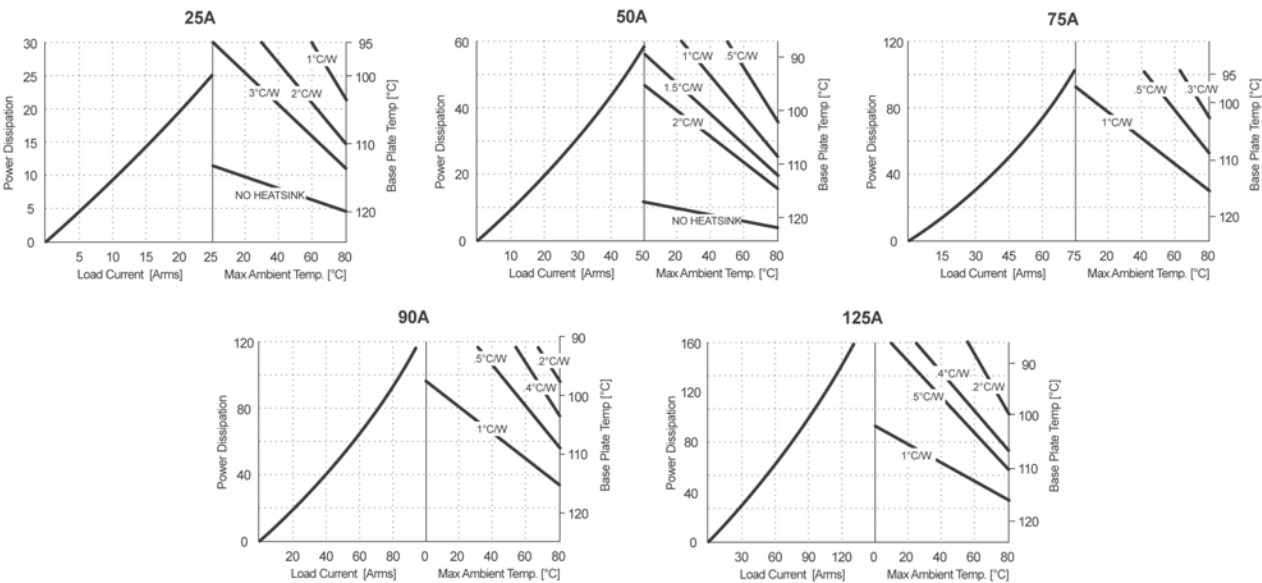 25A
30
25
20
15
10
5
0
Power Dissipation
5 10 15 20 25 20 40 60 80
Load Current [Arms] Max Ambient Temp. [°C]
1°C/W
2°C/W
3°C/W
NO HEATSINK
95
100
110
120
Base Plate Temp [°C]
50A
60
40
20
0
Power Dissipation
10 20 30 40 50 20 40 60 80
Load Current [Arms] Max Ambient Temp. [°C]
1°C/W
.5°C/W
1.5°C/W
2°C/W
NO HEATSINK
90
100
110
120
Base Plate Temp [°C]
75A
120
80
40
0
Power Dissipation
15 30 45 60 75 20 40 60 80
Load Current [Arms] Max Ambient Temp. [°C]
.5°C/W
.3°C/W
1°C/W
95
100
110
120
Base Plate Temp [°C]
90A
120
80
40
0
Power Dissipation
20 40 60 80 0 20 40 60 80
Load Current [Arms] Max Ambient Temp. [°C]
.5°C/W
.2°C/W
.4°C/W
1°C/W
90
100
110
120
Base Plate Temp [°C]
125A
160
120
80
40
0
Power Dissipation
30 60 90 120 0 20 40 60 80
Load Current [Arms] Max Ambient Temp. [°C]
.4°C/W
.2°C/W
.5°C/W
1°C/W
90
100
110
120
Base Plate Temp [°C]